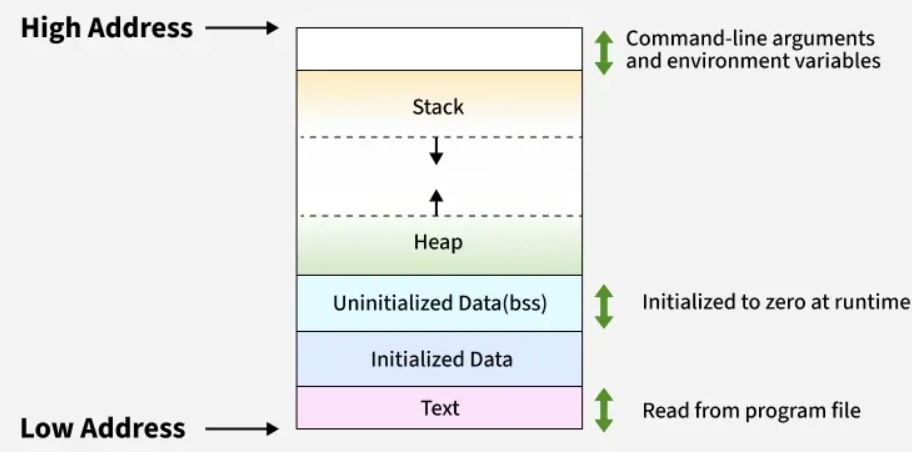 High Address
Command-line arguments
and environment variables
Stack
Heap
Uninitialized Data(bss)
Initialized to zero at runtime
Initialized Data
Text
Read from program file
Low Address